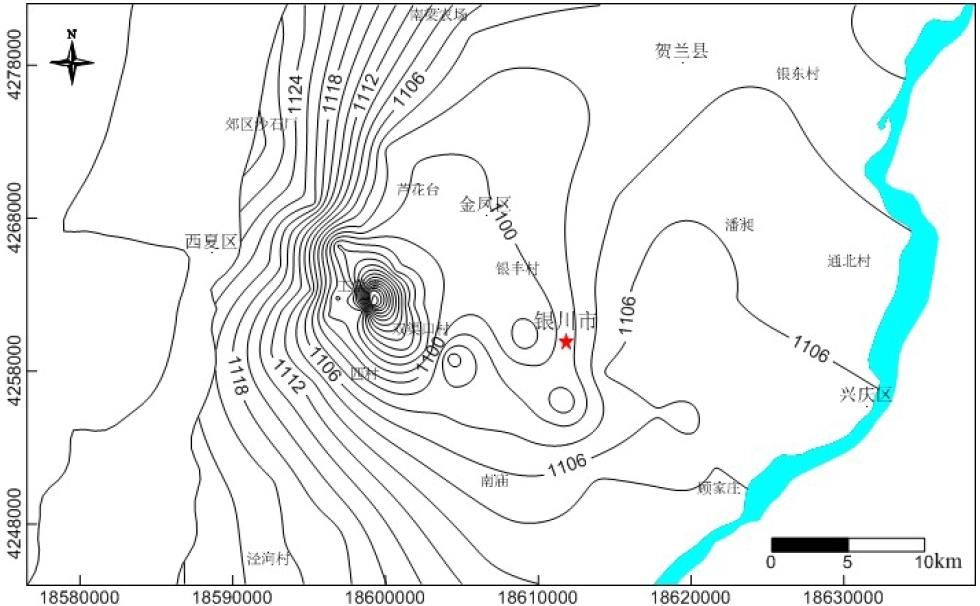 南梁农场
N
贺兰县
4278000
银东村
1124
1118
1112
1106
郊区沙石厂
芦花台
金凤区
4268000
1100
潘昶
西夏区
通北村
银丰村
双渠口村
银川市
1106
1100
1106
1106
4258000
西村
1118
1112
兴庆区
1106
南庙
顾家庄
4248000
泾河村
0
5
10km
18580000
18590000
18600000
18610000
18620000
18630000